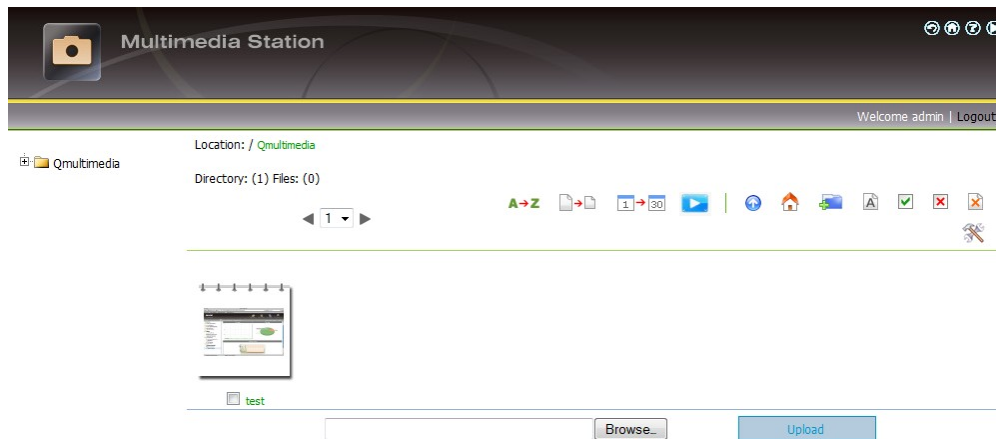 Multimedia Station
Welcome admin | Logout
Location: / Qmultimedia
Qmultimedia
Directory: (1) Files: (0)
1
A→Z
1→30
A
test
Browse...
Upload